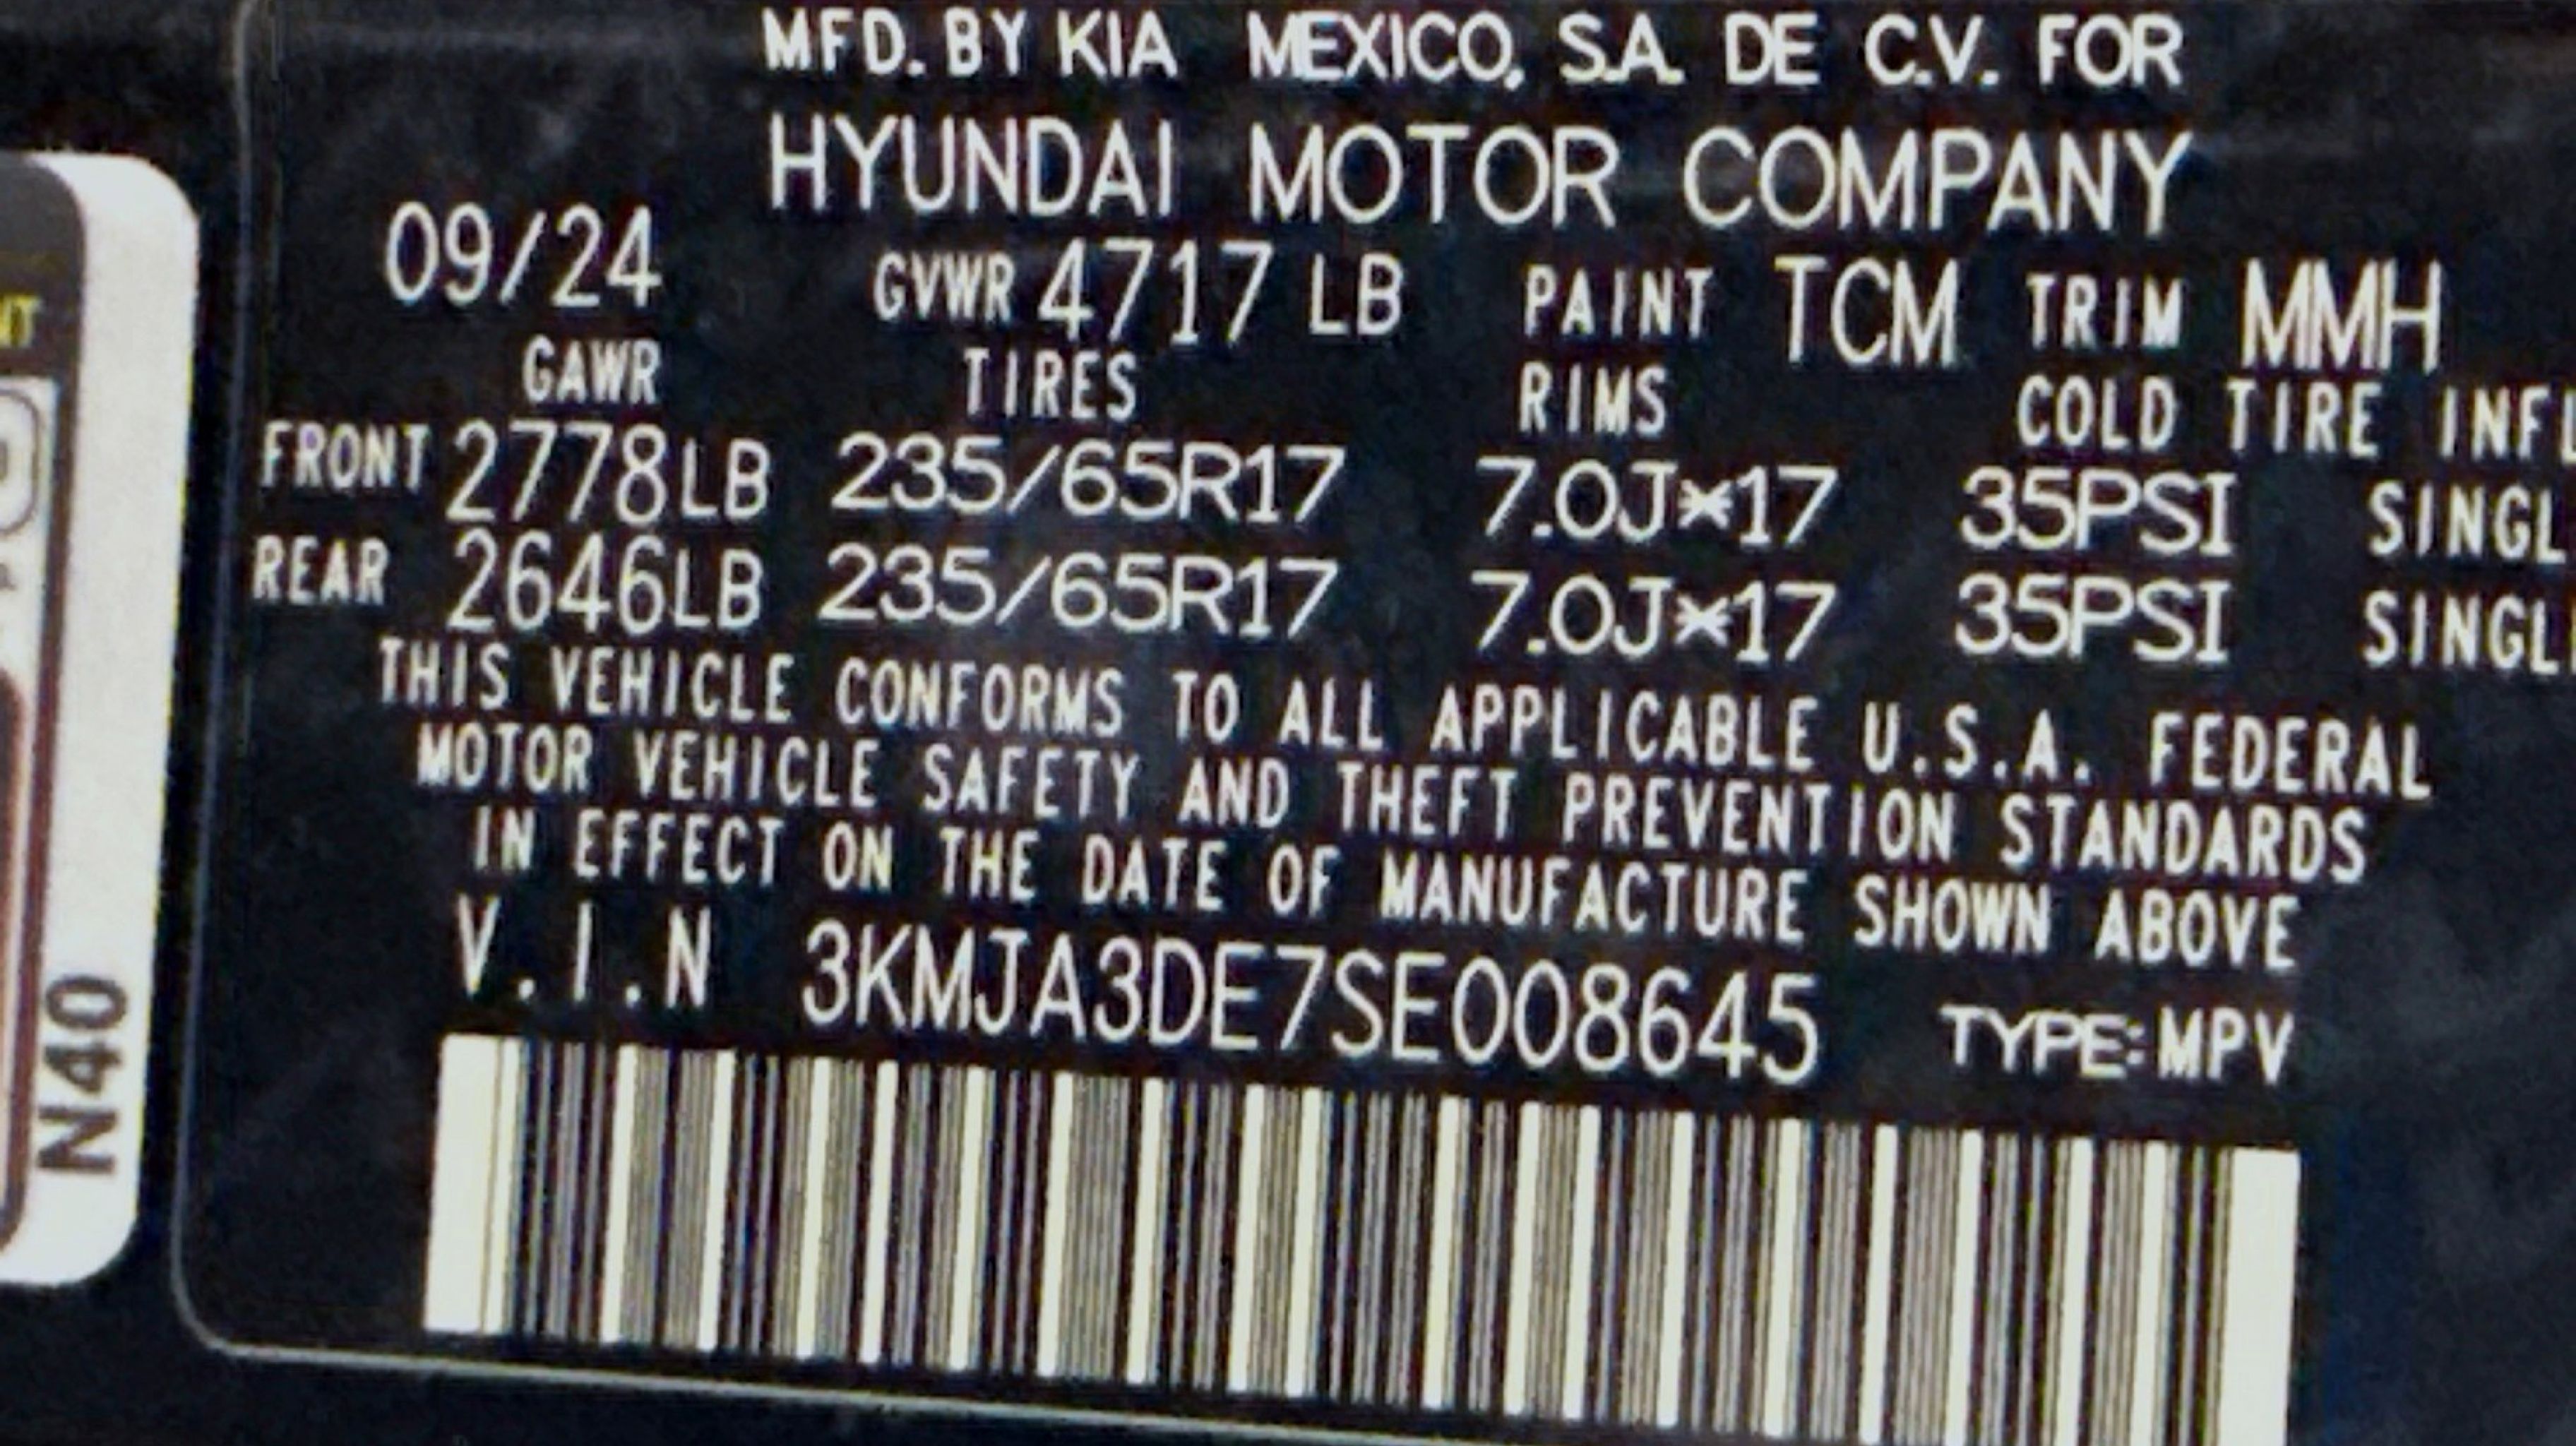 MFD. BY KIA MEXICO, S.A. DE C.V. FOR
HYUNDAI MOTOR COMPANY
09/24 GVWR 4717 LB PAINT TCM TRIM MMH
GAWR TIRES RIMS COLD TIRE INFL
FRONT 2778LB 235/65R17 7.0J×17 35PSI SINGL
REAR 2646LB 235/65R17 7.0J×17 35PSI SINGL
THIS VEHICLE CONFORMS TO ALL APPLICABLE U.S.A. FEDERAL
MOTOR VEHICLE SAFETY AND THEFT PREVENTION STANDARDS
IN EFFECT ON THE DATE OF MANUFACTURE SHOWN ABOVE
V.I.N 3KMJA3DE7SE008645 TYPE:MPV
NT
N40